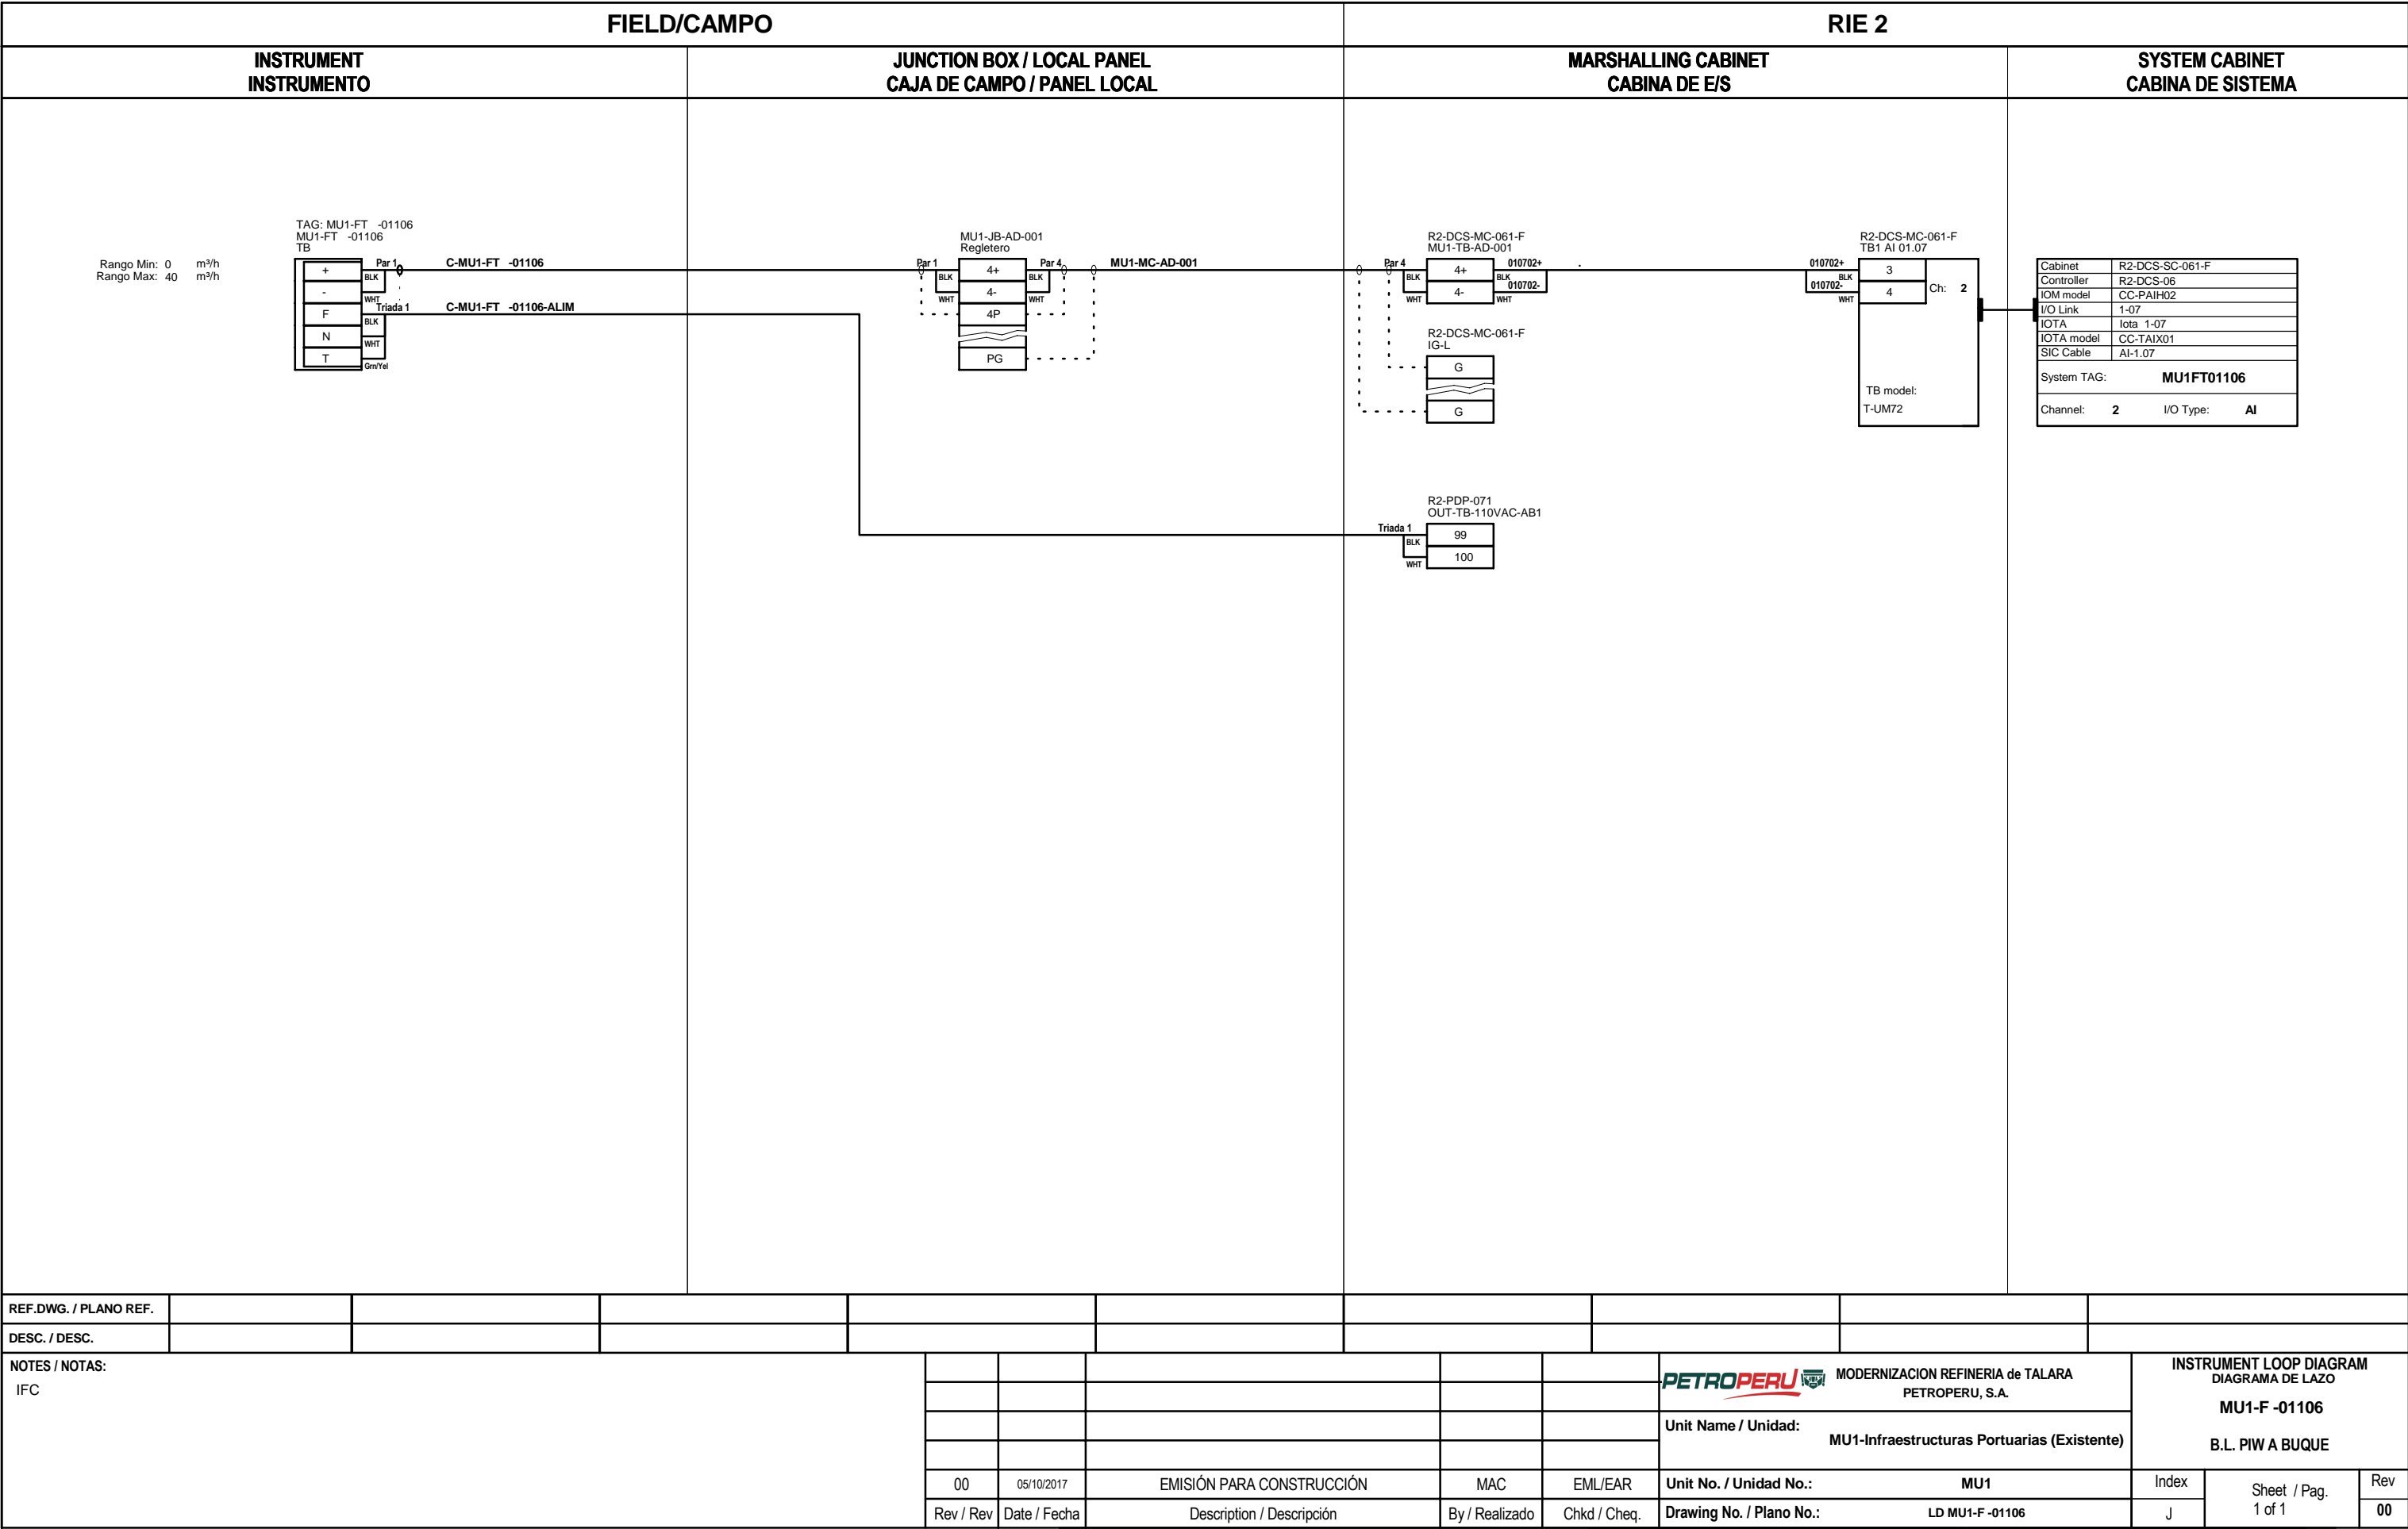 FIELD/CAMPO
RIE 2
INSTRUMENT
INSTRUMENTO
JUNCTION BOX / LOCAL PANEL
CAJA DE CAMPO / PANEL LOCAL
MARSHALLING CABINET
CABINA DE E/S
SYSTEM CABINET
CABINA DE SISTEMA
Rango Min: 0 m³/h
Rango Max: 40 m³/h
TAG: MU1-FT -01106
MU1-FT -01106
TB
+
-
F
N
T
Par 1
BLK
WHT
Triada 1
BLK
WHT
Grn/Yel
C-MU1-FT -01106
C-MU1-FT -01106-ALIM
MU1-JB-AD-001
Regletero
Par 1
BLK
WHT
4+
4-
4P
PG
Par 4
BLK
WHT
MU1-MC-AD-001
R2-DCS-MC-061-F
MU1-TB-AD-001
Par 4
BLK
WHT
4+
4-
010702+
BLK
010702-
WHT
R2-DCS-MC-061-F
IG-L
G
G
R2-PDP-071
OUT-TB-110VAC-AB1
Triada 1
BLK
WHT
99
100
R2-DCS-MC-061-F
TB1 AI 01.07
010702+
BLK
010702-
WHT
3
4
Ch: 2
TB model:
T-UM72
Cabinet R2-DCS-SC-061-F
Controller R2-DCS-06
IOM model CC-PAIH02
I/O Link 1-07
IOTA Iota 1-07
IOTA model CC-TAIX01
SIC Cable AI-1.07
System TAG: MU1FT01106
Channel: 2 I/O Type: AI
REF.DWG. / PLANO REF.
DESC. / DESC.
NOTES / NOTAS:
IFC
00 05/10/2017 EMISIÓN PARA CONSTRUCCIÓN MAC EML/EAR
Rev / Rev Date / Fecha Description / Descripción By / Realizado Chkd / Cheq.
PETROPERU
MODERNIZACION REFINERIA de TALARA
PETROPERU, S.A.
Unit Name / Unidad:
MU1-Infraestructuras Portuarias (Existente)
Unit No. / Unidad No.: MU1
Drawing No. / Plano No.: LD MU1-F -01106
INSTRUMENT LOOP DIAGRAM
DIAGRAMA DE LAZO
MU1-F -01106
B.L. PIW A BUQUE
Index
J
Sheet / Pag.
1 of 1
Rev
00